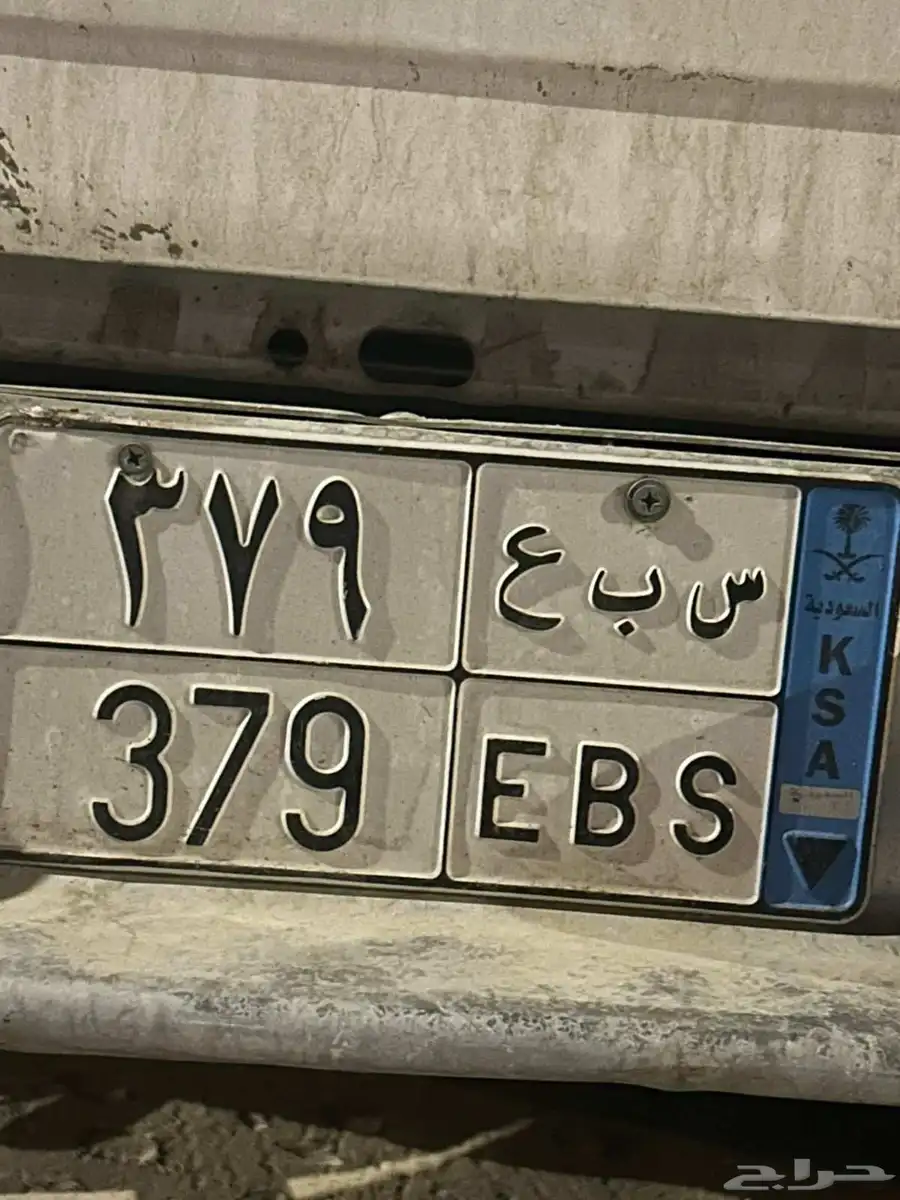 ٣٧٩ س ب ع
379 EBS
السعودية
K
S
A
حراج